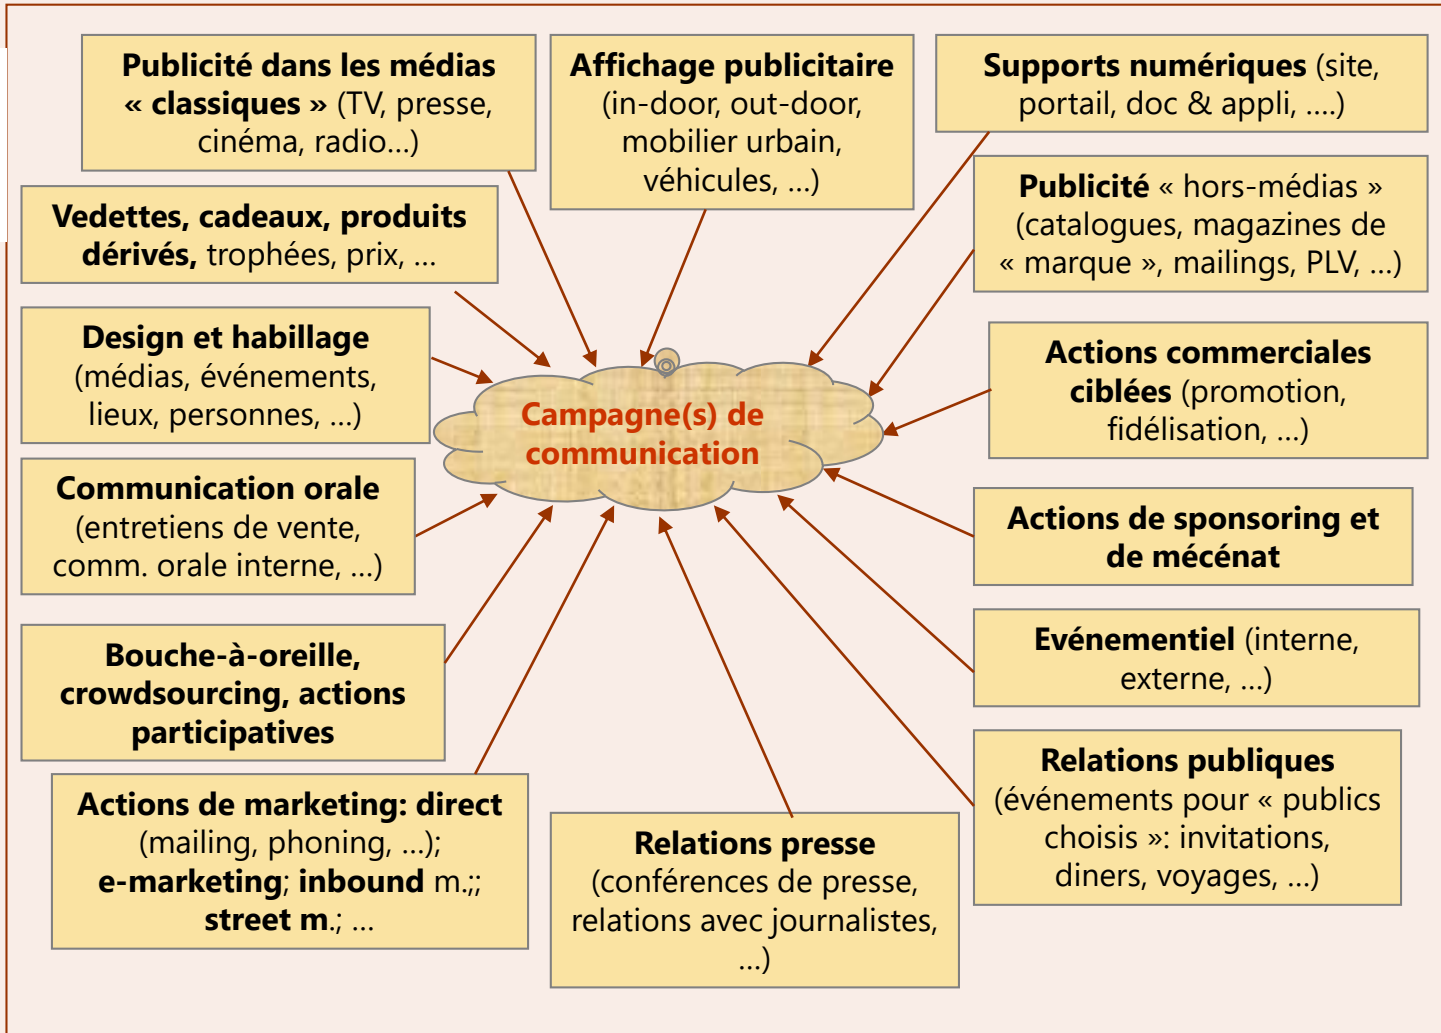 Publicité dans les médias
« classiques » (TV, presse,
cinéma, radio…)
Affichage publicitaire
(in-door, out-door,
mobilier urbain,
véhicules, …)
Supports numériques (site,
portail, doc & appli, ….)
Publicité « hors-médias »
(catalogues, magazines de
« marque », mailings, PLV, …)
Vedettes, cadeaux, produits
dérivés, trophées, prix, …
Design et habillage
(médias, événements,
lieux, personnes, …)
Actions commerciales
ciblées (promotion,
fidélisation, …)
Campagne(s) de
communication
Communication orale
(entretiens de vente,
comm. orale interne, …)
Actions de sponsoring et
de mécénat
Bouche-à-oreille,
crowdsourcing, actions
participatives
Evénementiel (interne,
externe, …)
Actions de marketing: direct
(mailing, phoning, …);
e-marketing; inbound m.;;
street m.; …
Relations presse
(conférences de presse,
relations avec journalistes,
…)
Relations publiques
(événements pour « publics
choisis »: invitations,
diners, voyages, …)